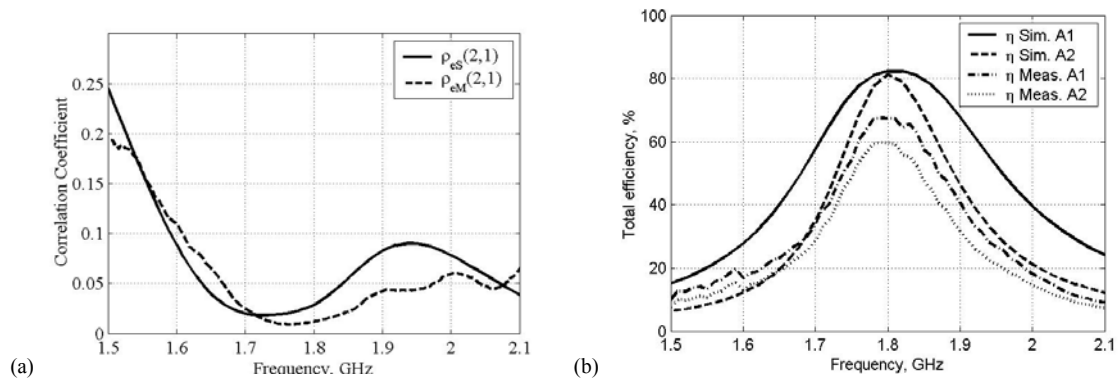 0.25
0.2
0.15
0.1
0.05
0
1.5 1.6 1.7 1.8 1.9 2 2.1
Correlation Coefficient
Frequency, GHz
ρeS(2,1)
ρeM(2,1)
(a)
100
80
60
40
20
0
1.5 1.6 1.7 1.8 1.9 2 2.1
Total efficiency, %
Frequency, GHz
η Sim. A1
η Sim. A2
η Meas. A1
η Meas. A2
(b)